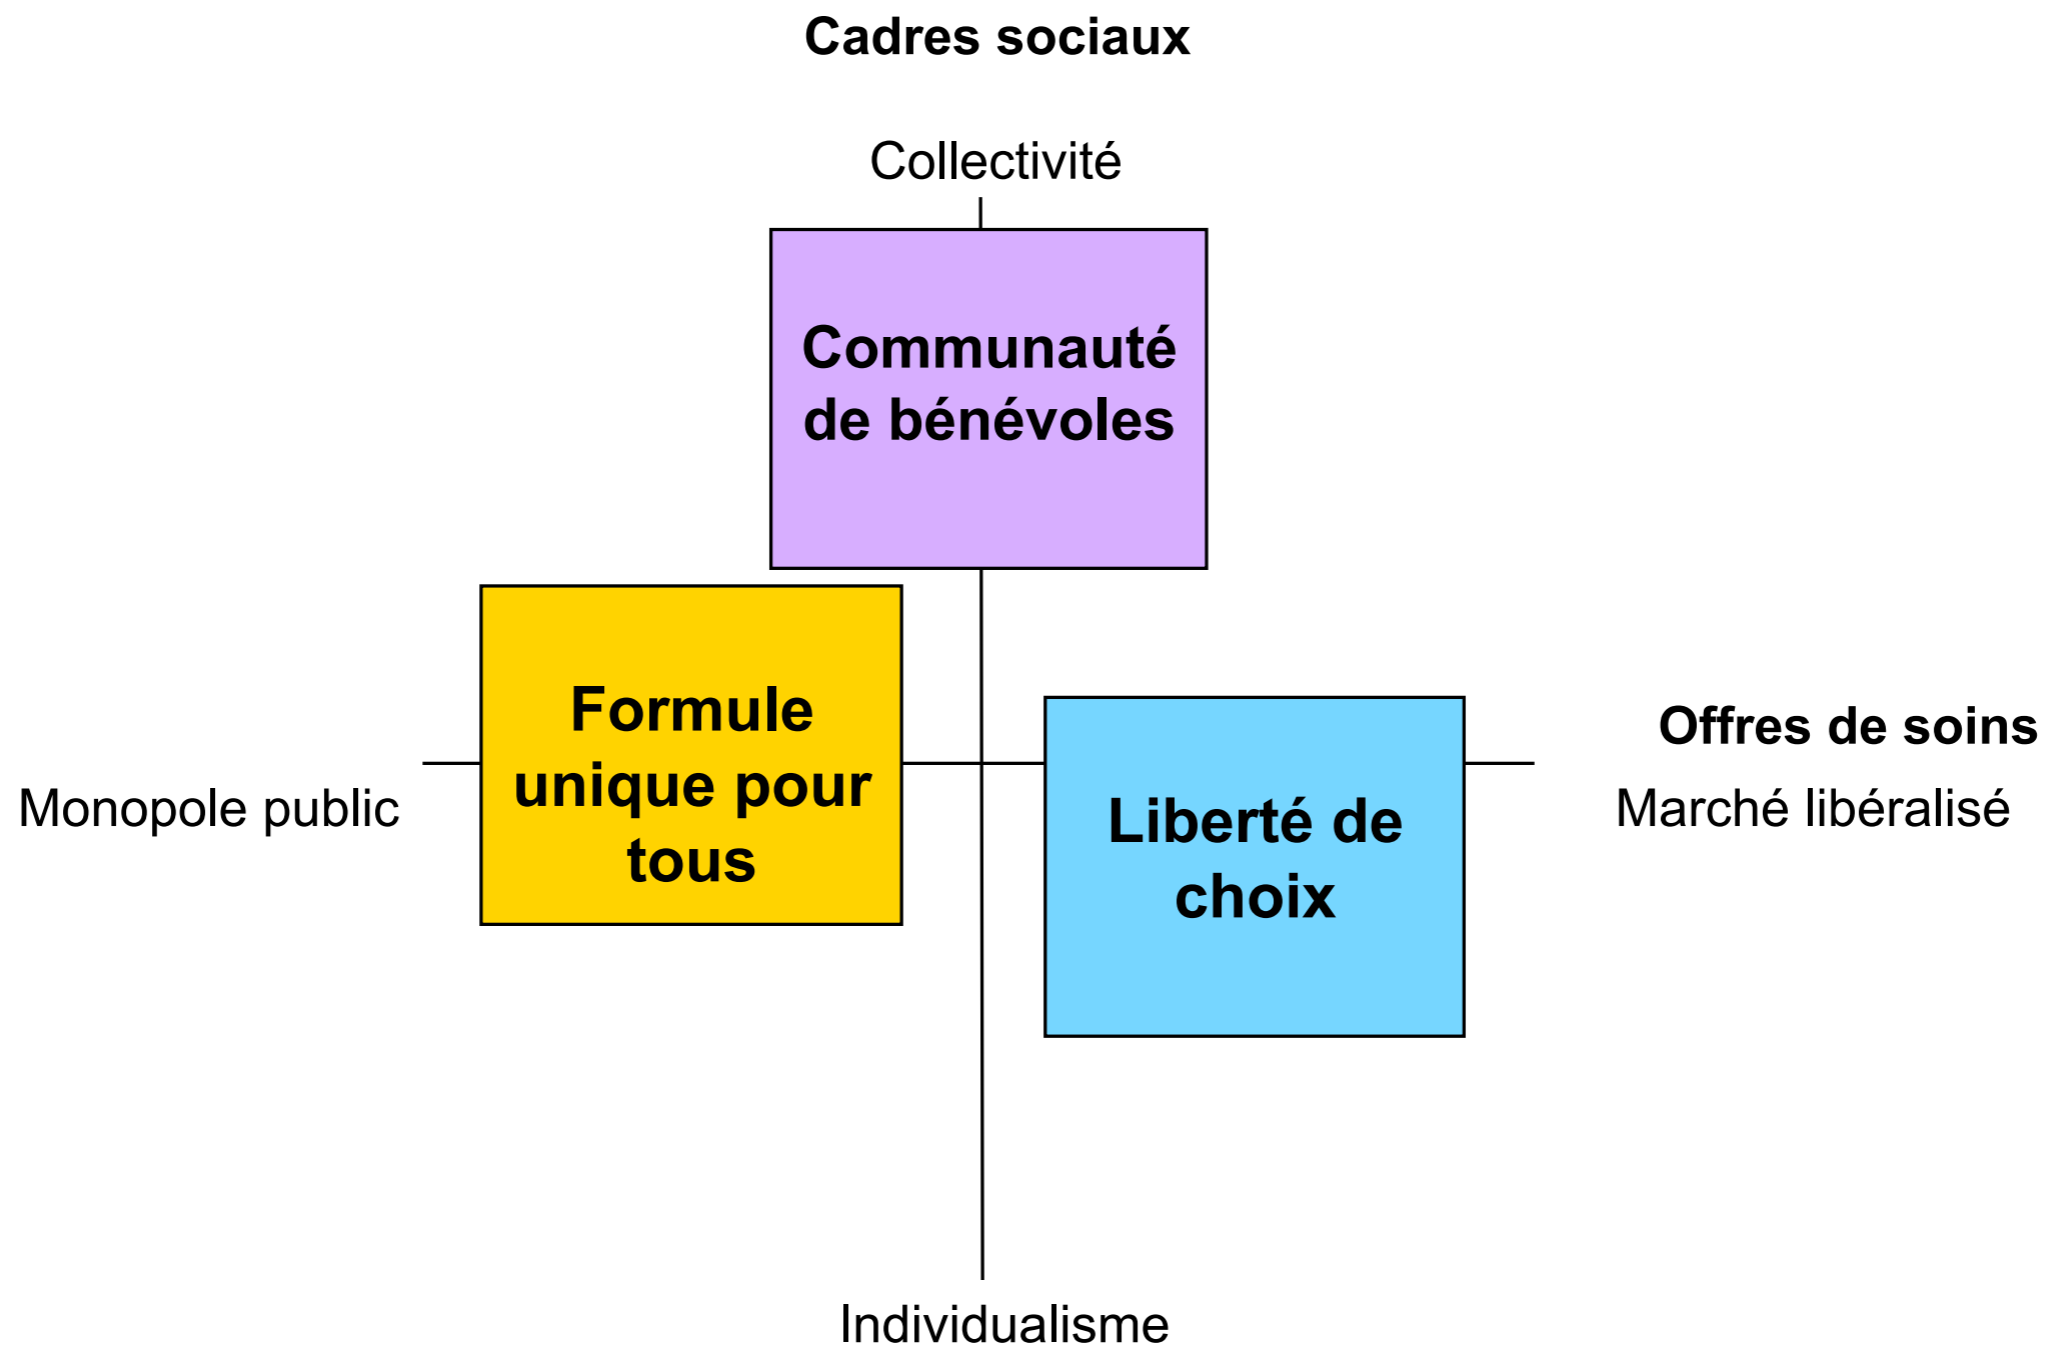 Cadres sociaux
Collectivité
Communauté
de bénévoles
Formule
unique pour
tous
Liberté de
choix
Offres de soins
Monopole public
Marché libéralisé
Individualisme